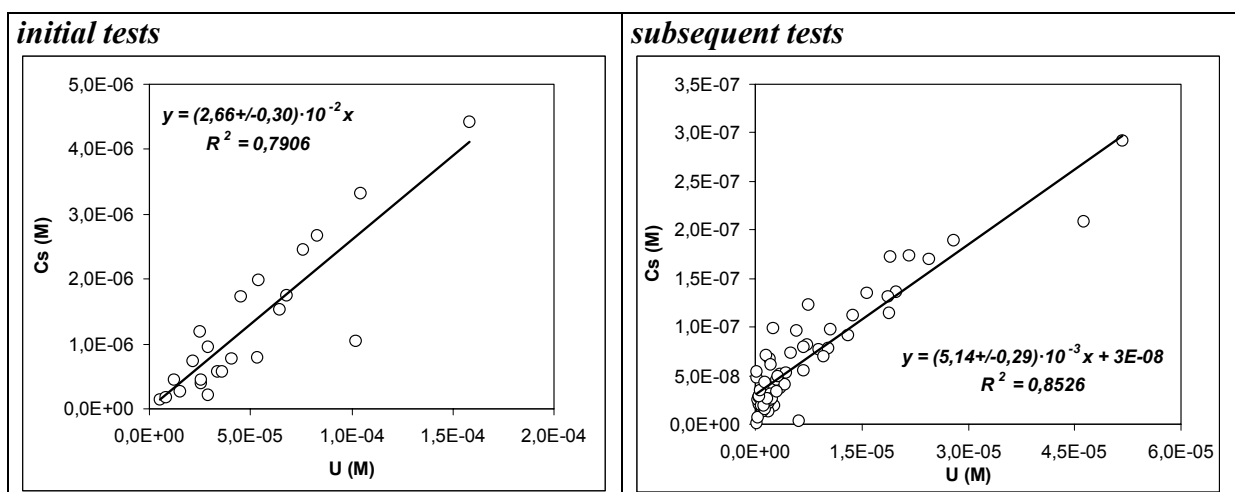 initial tests
5,0E-06
4,0E-06
3,0E-06
2,0E-06
1,0E-06
0,0E+00
Cs (M)
y = (2,66+/-0,30)·10 -2 x
R 2 = 0,7906
0,0E+00 5,0E-05 1,0E-04 1,5E-04 2,0E-04
U (M)
subsequent tests
3,5E-07
3,0E-07
2,5E-07
2,0E-07
1,5E-07
1,0E-07
5,0E-08
0,0E+00
Cs (M)
y = (5,14+/-0,29)·10 -3 x + 3E-08
R 2 = 0,8526
0,0E+00 1,5E-05 3,0E-05 4,5E-05 6,0E-05
U (M)